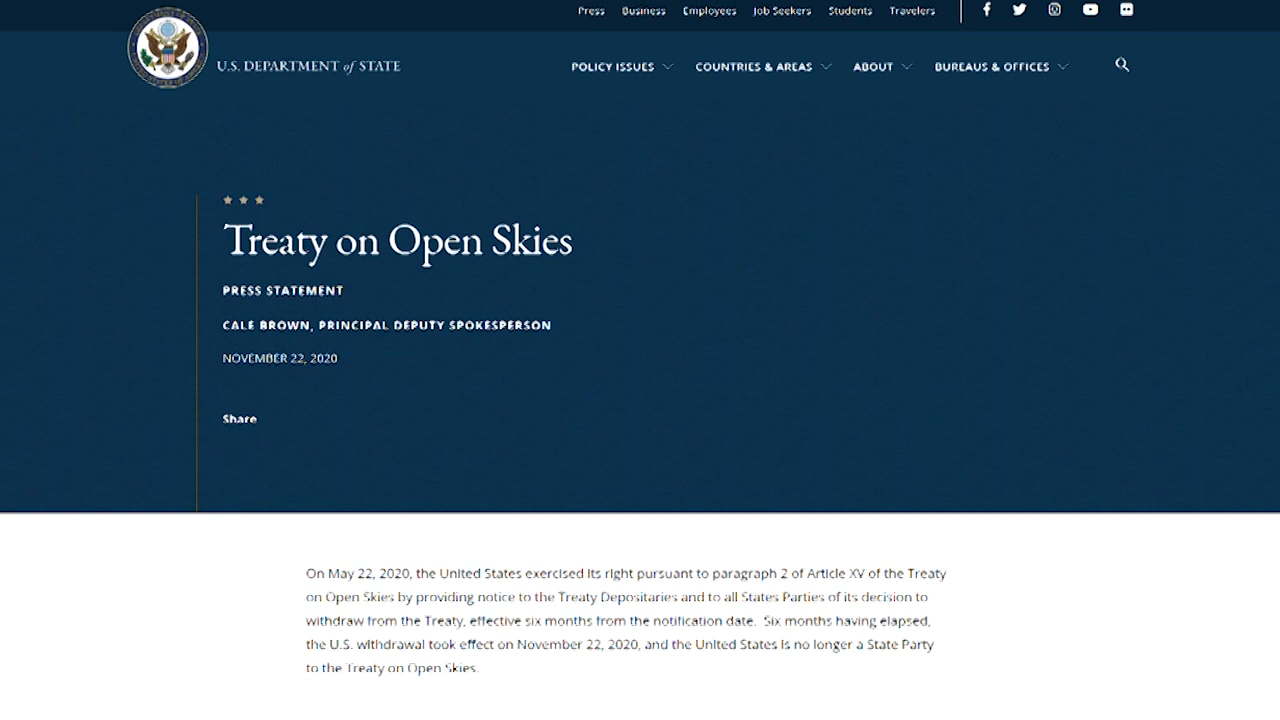 Press Business Employees Job Seekers Students Travelers
U.S. DEPARTMENT of STATE
POLICY ISSUES COUNTRIES & AREAS ABOUT BUREAUS & OFFICES
Treaty on Open Skies
PRESS STATEMENT
CALE BROWN, PRINCIPAL DEPUTY SPOKESPERSON
NOVEMBER 22, 2020
Share
On May 22, 2020, the United States exercised its right pursuant to paragraph 2 of Article XV of the Treaty
on Open Skies by providing notice to the Treaty Depositaries and to all States Parties of its decision to
withdraw from the Treaty, effective six months from the notification date. Six months having elapsed,
the U.S. withdrawal took effect on November 22, 2020, and the United States is no longer a State Party
to the Treaty on Open Skies.